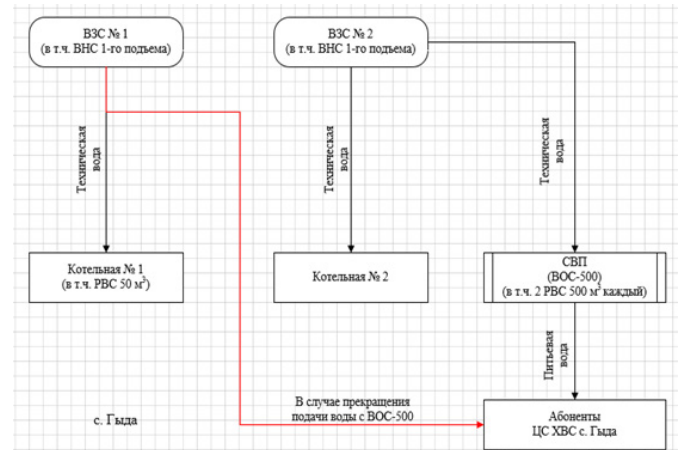 ВЗС № 1
(в т.ч. ВНС 1-го подъема)
ВЗС № 2
(в т.ч. ВНС 1-го подъема)
Техническая
вода
Техническая
вода
Техническая
вода
Котельная № 1
(в т.ч. РВС 50 м³)
Котельная № 2
СВП
(ВОС-500)
(в т.ч. 2 РВС 500 м³ каждый)
Питьевая
вода
В случае прекращения
подачи воды с ВОС-500
с. Гыда
Абоненты
ЦС ХВС с. Гыда